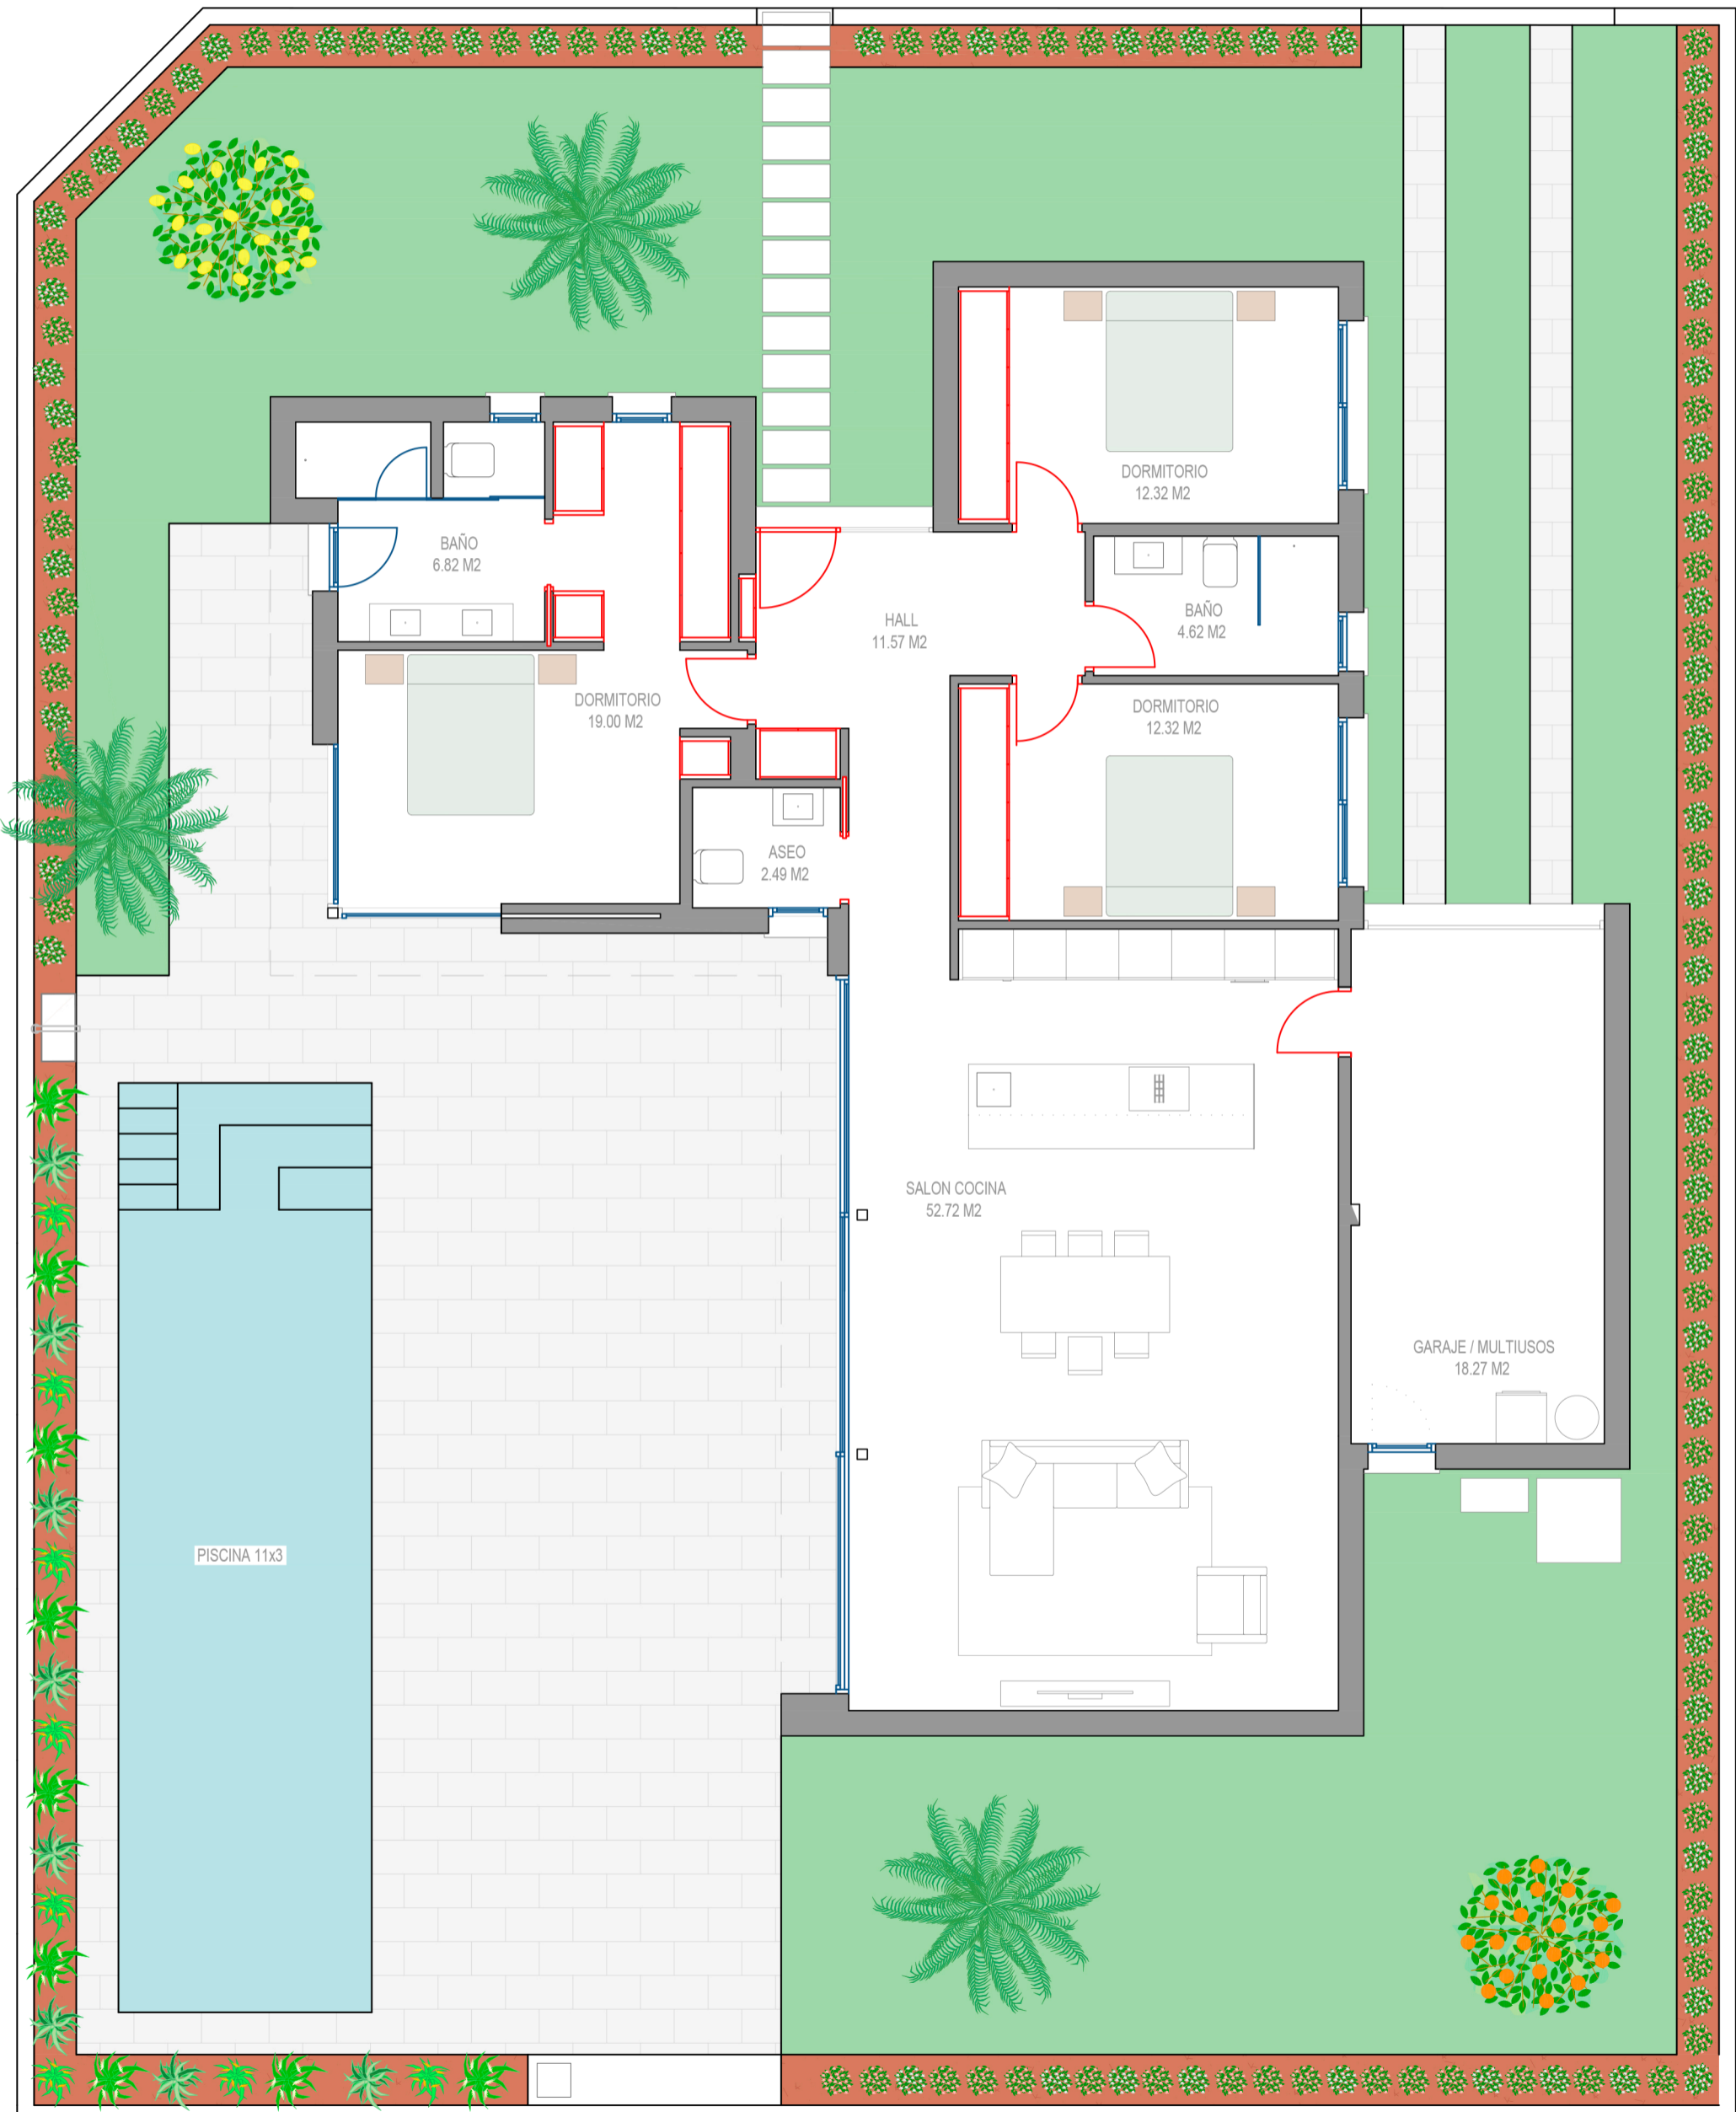 DORMITORIO
12.32 M2
BAÑO
6.82 M2
BAÑO
4.62 M2
HALL
11.57 M2
DORMITORIO
19.00 M2
DORMITORIO
12.32 M2
ASEO
2.49 M2
SALON COCINA
52.72 M2
GARAJE / MULTIUSOS
18.27 M2
PISCINA 11x3